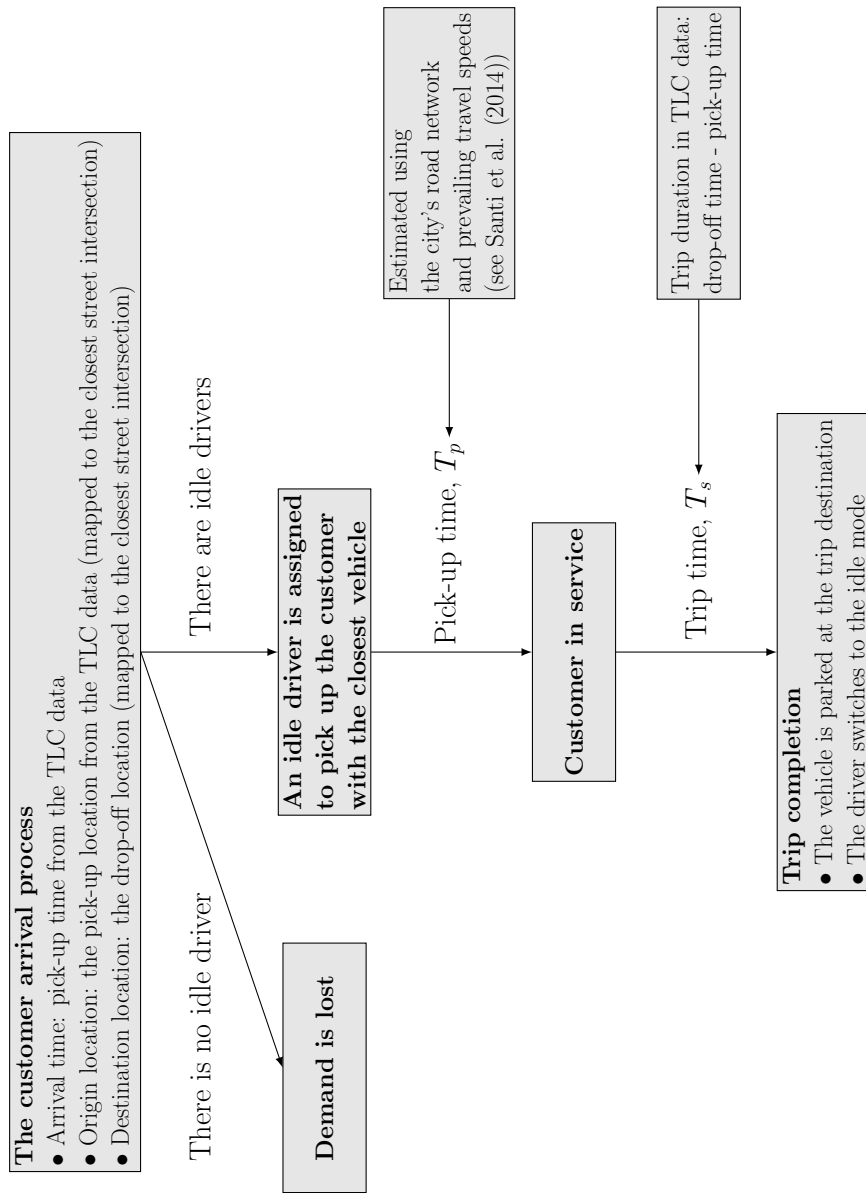 The customer arrival process
● Arrival time: pick-up time from the TLC data
● Origin location: the pick-up location from the TLC data (mapped to the closest street intersection)
● Destination location: the drop-off location (mapped to the closest street intersection)
There is no idle driver
There are idle drivers
Demand is lost
An idle driver is assigned
to pick up the customer
with the closest vehicle
Pick-up time, T_p
Estimated using
the city's road network
and prevailing travel speeds
(see Santi et al. (2014))
Customer in service
Trip time, T_s
Trip duration in TLC data:
drop-off time - pick-up time
Trip completion
● The vehicle is parked at the trip destination
● The driver switches to the idle mode